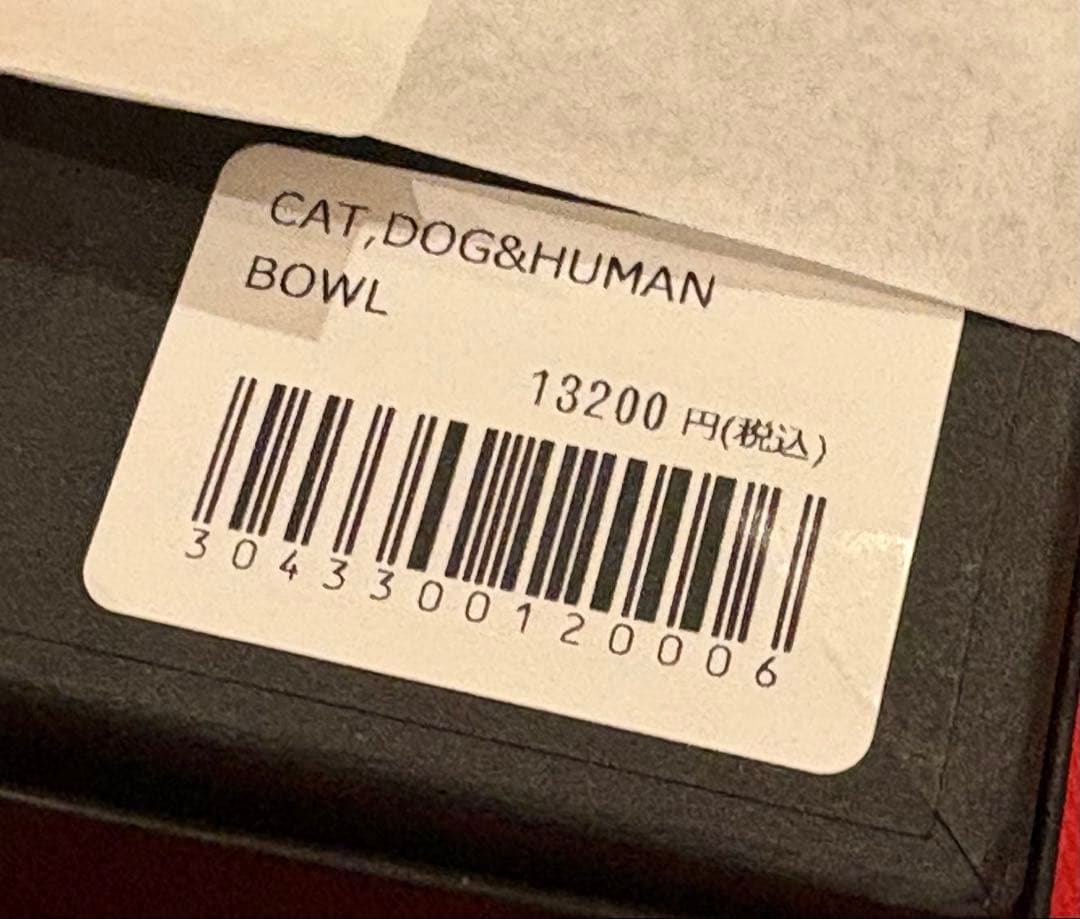 CAT,DOG&HUMAN
BOWL
13200 円(税込)
3043300120006